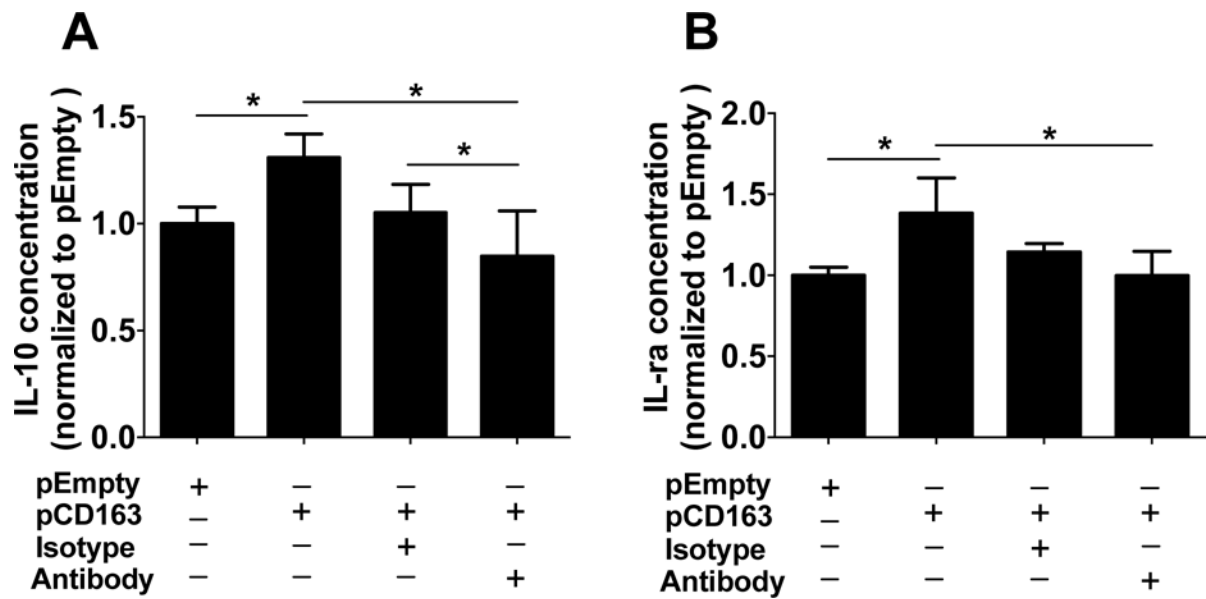 A
IL-10 concentration
(normalized to pEmpty )
1.5
1.0
0.5
0.0
* * *
pEmpty + – – –
pCD163 – + + +
Isotype – – + –
Antibody – – – +
B
IL-ra concentration
(normalized to pEmpty )
2.0
1.5
1.0
0.5
0.0
* *
pEmpty + – – –
pCD163 – + + +
Isotype – – + –
Antibody – – – +